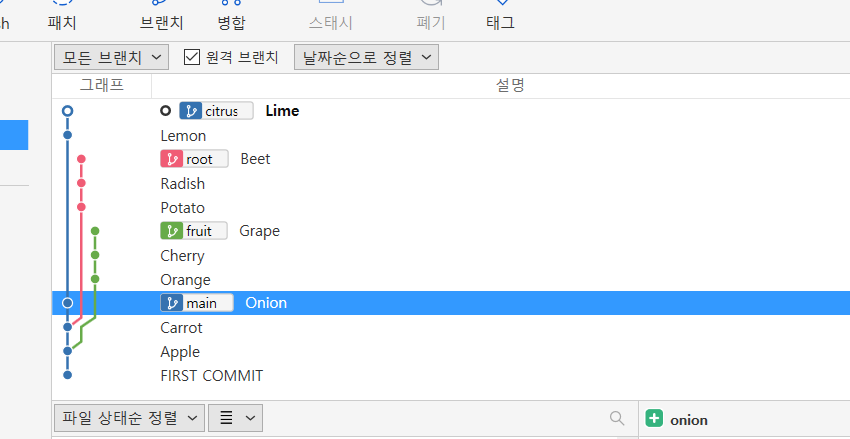 h 패치 브랜치 병합 스태시 폐기 태그
모든 브랜치 원격 브랜치 날짜순으로 정렬
그래프 설명
citrus Lime
Lemon
root Beet
Radish
Potato
fruit Grape
Cherry
Orange
main Onion
Carrot
Apple
FIRST COMMIT
파일 상태순 정렬 onion